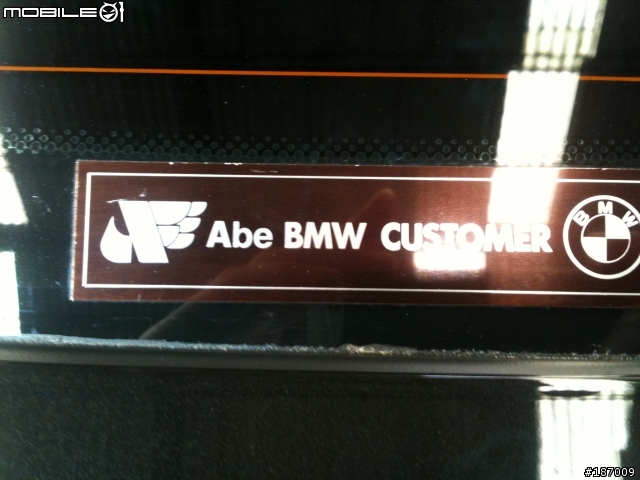 MOBILE01
Abe BMW CUSTOMER
BMW
#187009